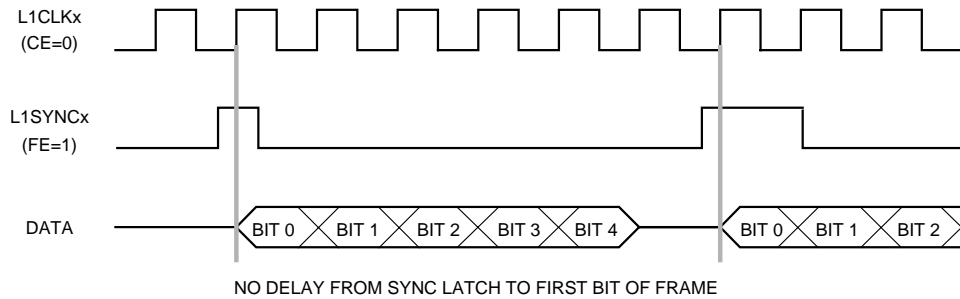 L1CLKx
(CE=0)
L1SYNCx
(FE=1)
DATA
BIT 0 BIT 1 BIT 2 BIT 3 BIT 4 BIT 0 BIT 1 BIT 2
NO DELAY FROM SYNC LATCH TO FIRST BIT OF FRAME